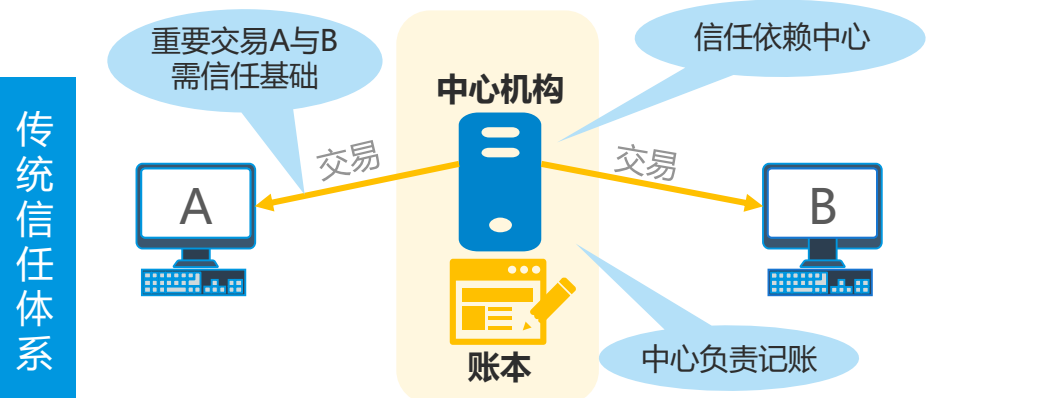 传统信任体系
重要交易A与B
需信任基础
信任依赖中心
中心机构
交易
交易
A
B
账本
中心负责记账